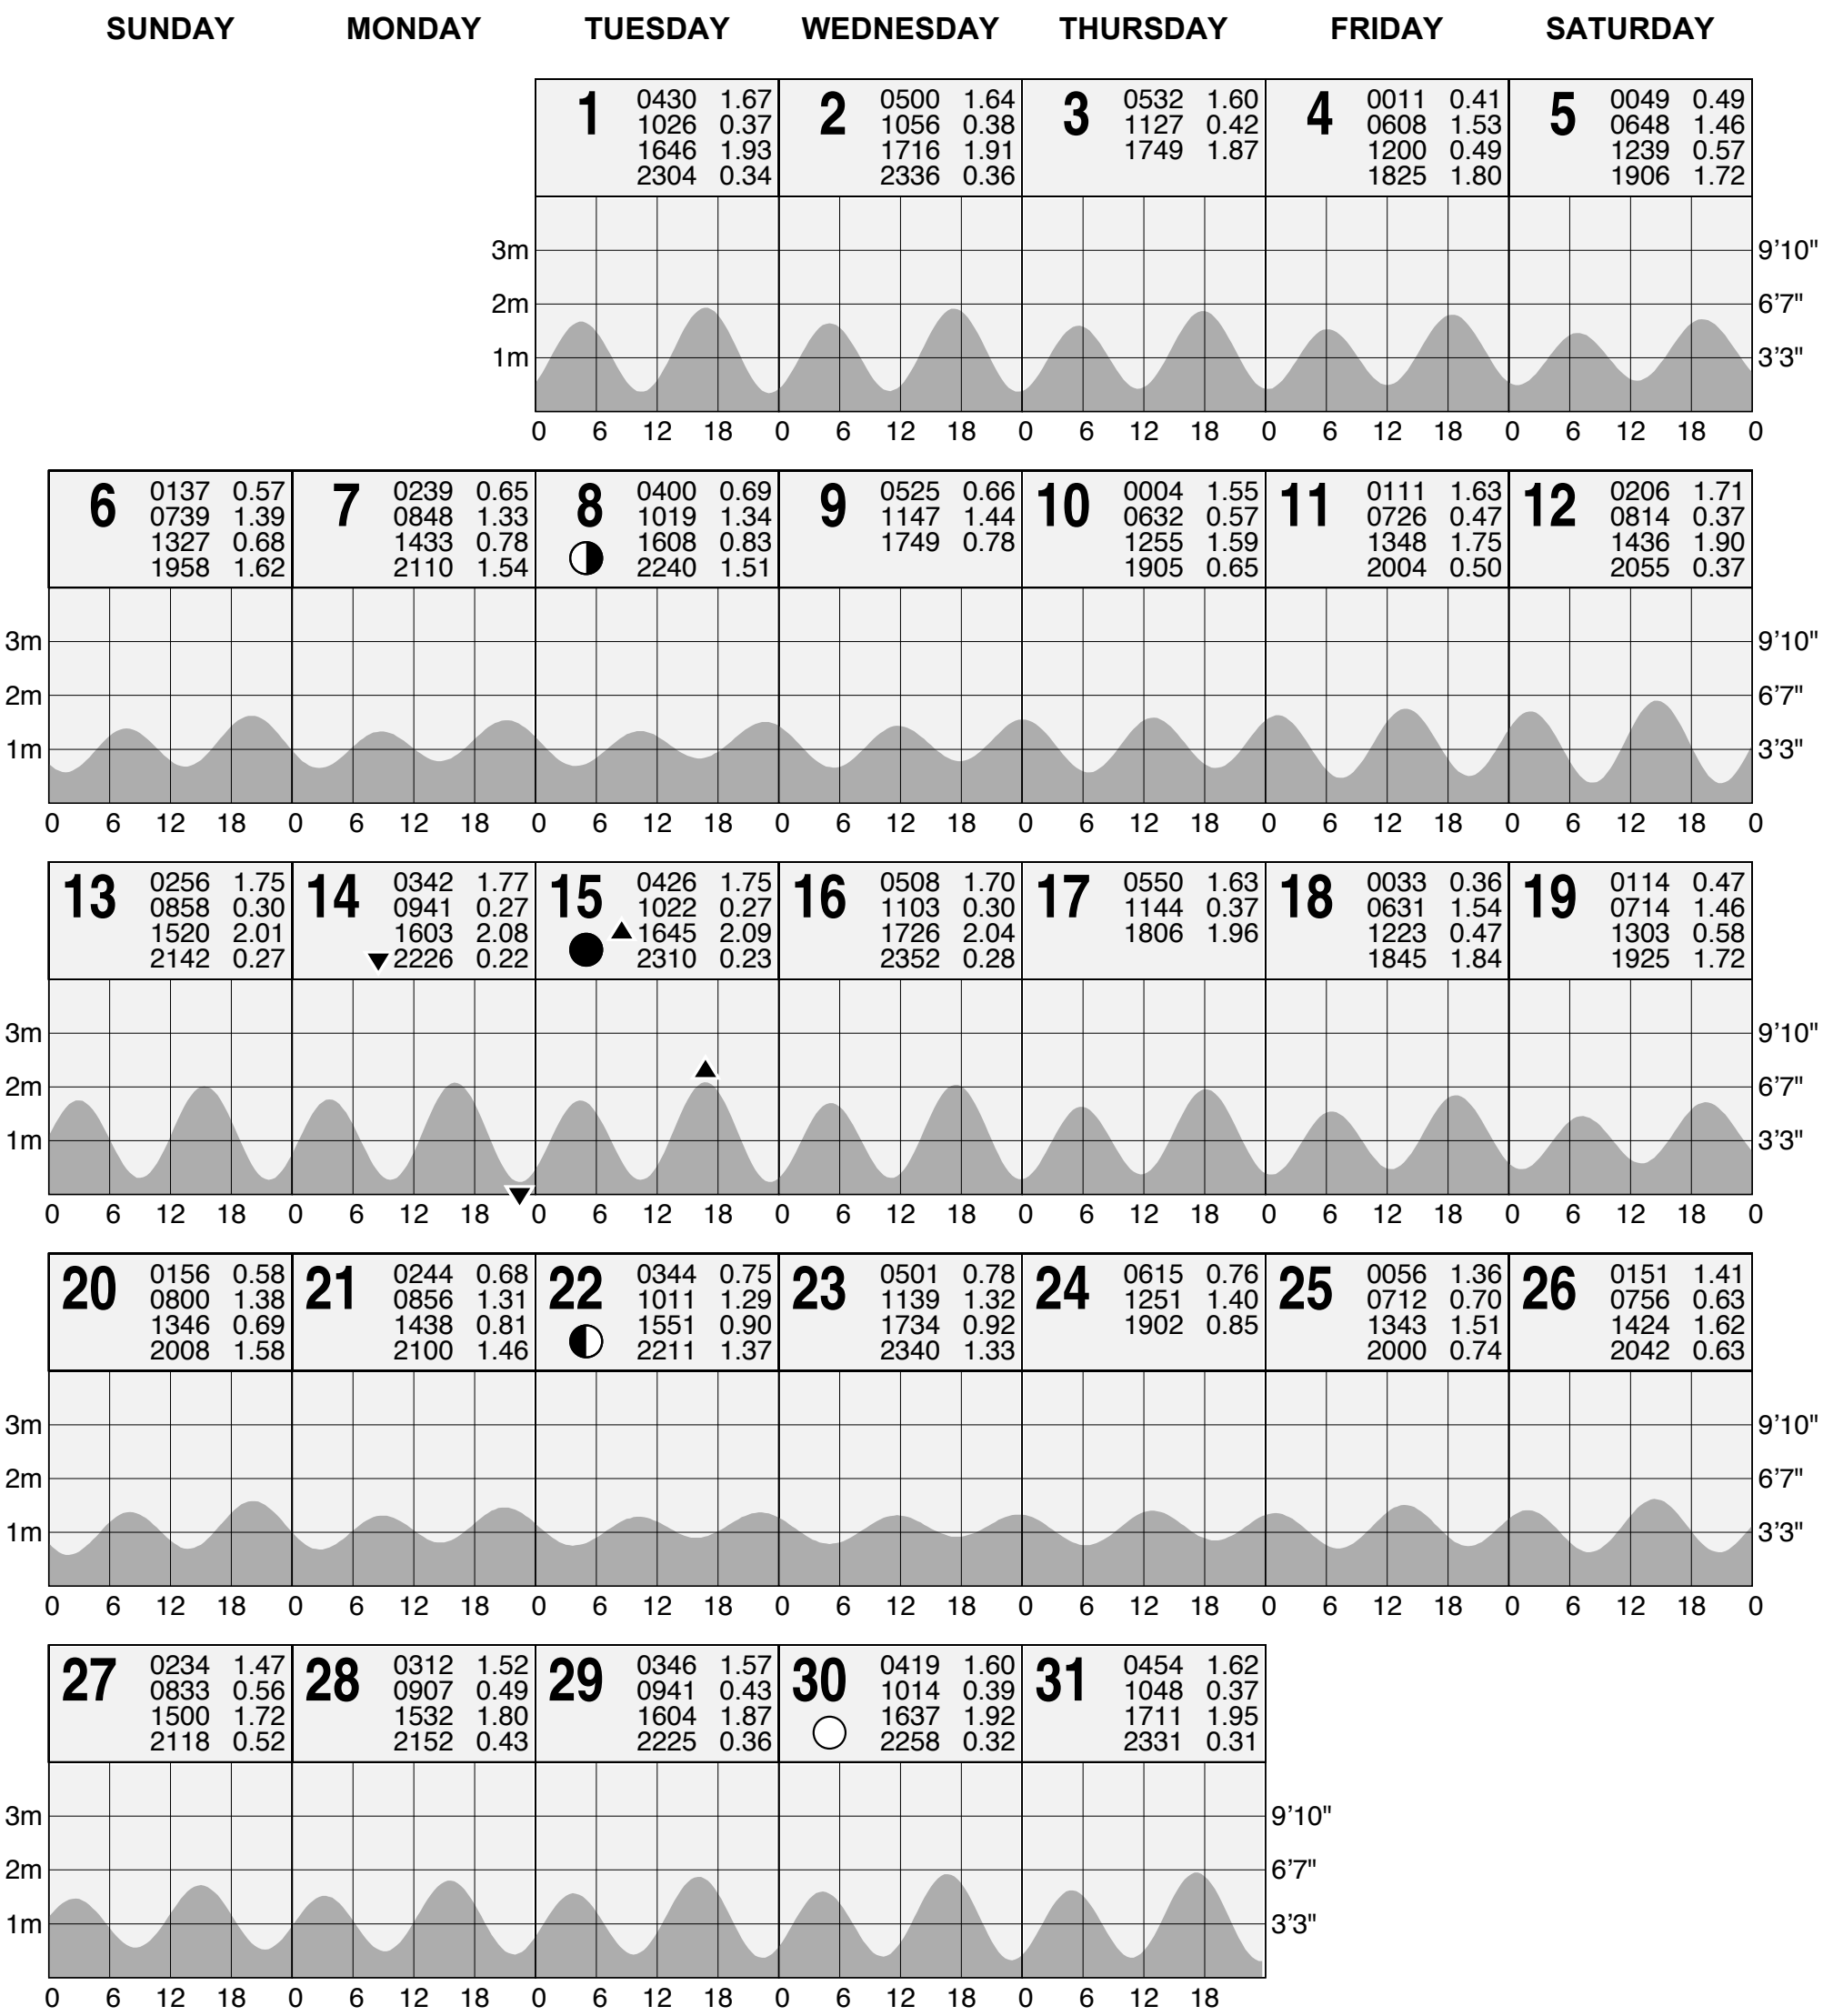 SUNDAY MONDAY TUESDAY WEDNESDAY THURSDAY FRIDAY SATURDAY
1 0430 1.67
1026 0.37
1646 1.93
2304 0.34
2 0500 1.64
1056 0.38
1716 1.91
2336 0.36
3 0532 1.60
1127 0.42
1749 1.87
4 0011 0.41
0608 1.53
1200 0.49
1825 1.80
5 0049 0.49
0648 1.46
1239 0.57
1906 1.72
3m 9'10"
2m 6'7"
1m 3'3"
0 6 12 18 0 6 12 18 0 6 12 18 0 6 12 18 0 6 12 18 0
6 0137 0.57
0739 1.39
1327 0.68
1958 1.62
7 0239 0.65
0848 1.33
1433 0.78
2110 1.54
8 0400 0.69
1019 1.34
1608 0.83
2240 1.51
9 0525 0.66
1147 1.44
1749 0.78
10 0004 1.55
0632 0.57
1255 1.59
1905 0.65
11 0111 1.63
0726 0.47
1348 1.75
2004 0.50
12 0206 1.71
0814 0.37
1436 1.90
2055 0.37
3m 9'10"
2m 6'7"
1m 3'3"
0 6 12 18 0 6 12 18 0 6 12 18 0 6 12 18 0 6 12 18 0 6 12 18 0 6 12 18 0
13 0256 1.75
0858 0.30
1520 2.01
2142 0.27
14 0342 1.77
0941 0.27
1603 2.08
2226 0.22
15 0426 1.75
1022 0.27
1645 2.09
2310 0.23
16 0508 1.70
1103 0.30
1726 2.04
2352 0.28
17 0550 1.63
1144 0.37
1806 1.96
18 0033 0.36
0631 1.54
1223 0.47
1845 1.84
19 0114 0.47
0714 1.46
1303 0.58
1925 1.72
3m 9'10"
2m 6'7"
1m 3'3"
0 6 12 18 0 6 12 18 0 6 12 18 0 6 12 18 0 6 12 18 0 6 12 18 0 6 12 18 0
20 0156 0.58
0800 1.38
1346 0.69
2008 1.58
21 0244 0.68
0856 1.31
1438 0.81
2100 1.46
22 0344 0.75
1011 1.29
1551 0.90
2211 1.37
23 0501 0.78
1139 1.32
1734 0.92
2340 1.33
24 0615 0.76
1251 1.40
1902 0.85
25 0056 1.36
0712 0.70
1343 1.51
2000 0.74
26 0151 1.41
0756 0.63
1424 1.62
2042 0.63
3m 9'10"
2m 6'7"
1m 3'3"
0 6 12 18 0 6 12 18 0 6 12 18 0 6 12 18 0 6 12 18 0 6 12 18 0 6 12 18 0
27 0234 1.47
0833 0.56
1500 1.72
2118 0.52
28 0312 1.52
0907 0.49
1532 1.80
2152 0.43
29 0346 1.57
0941 0.43
1604 1.87
2225 0.36
30 0419 1.60
1014 0.39
1637 1.92
2258 0.32
31 0454 1.62
1048 0.37
1711 1.95
2331 0.31
3m 9'10"
2m 6'7"
1m 3'3"
0 6 12 18 0 6 12 18 0 6 12 18 0 6 12 18 0 6 12 18